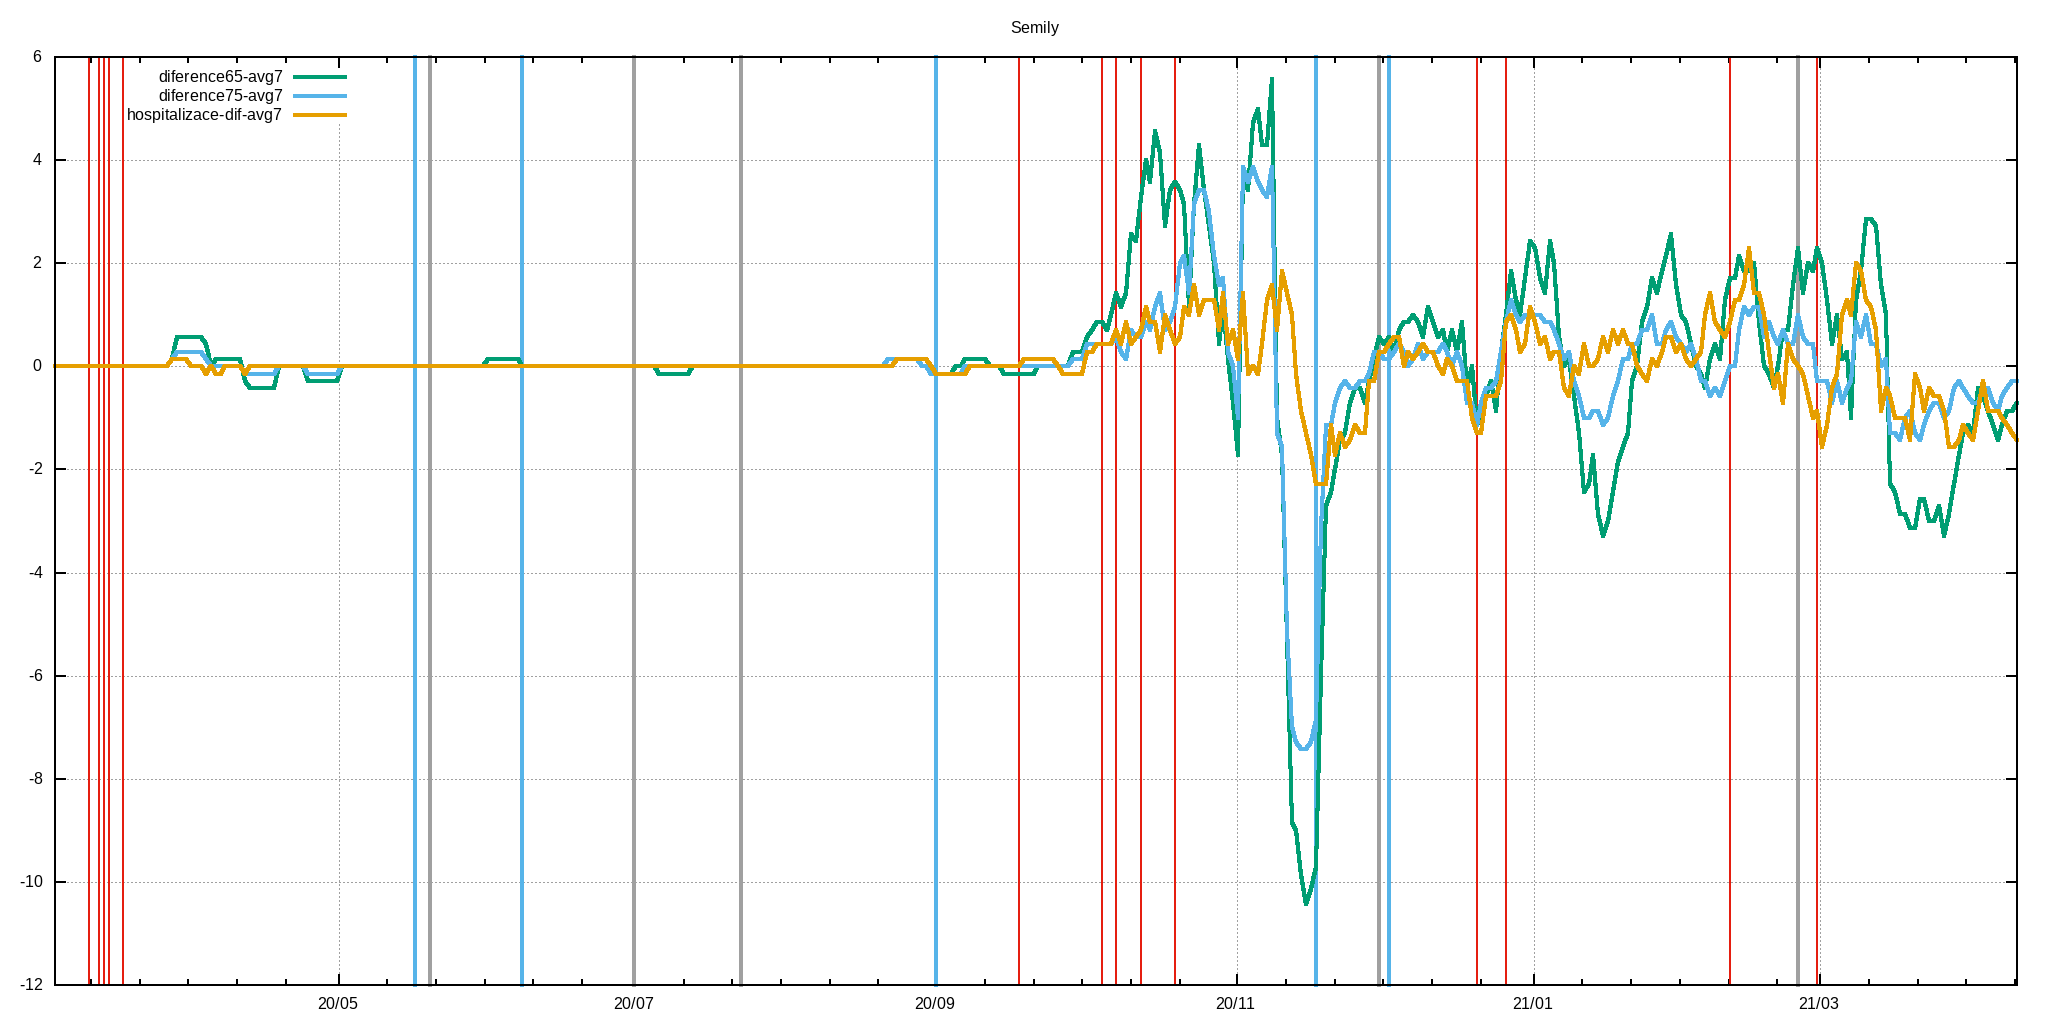 Semily
6
diference65-avg7
diference75-avg7
hospitalizace-dif-avg7
4
2
0
-2
-4
-6
-8
-10
-12
20/05 20/07 20/09 20/11 21/01 21/03